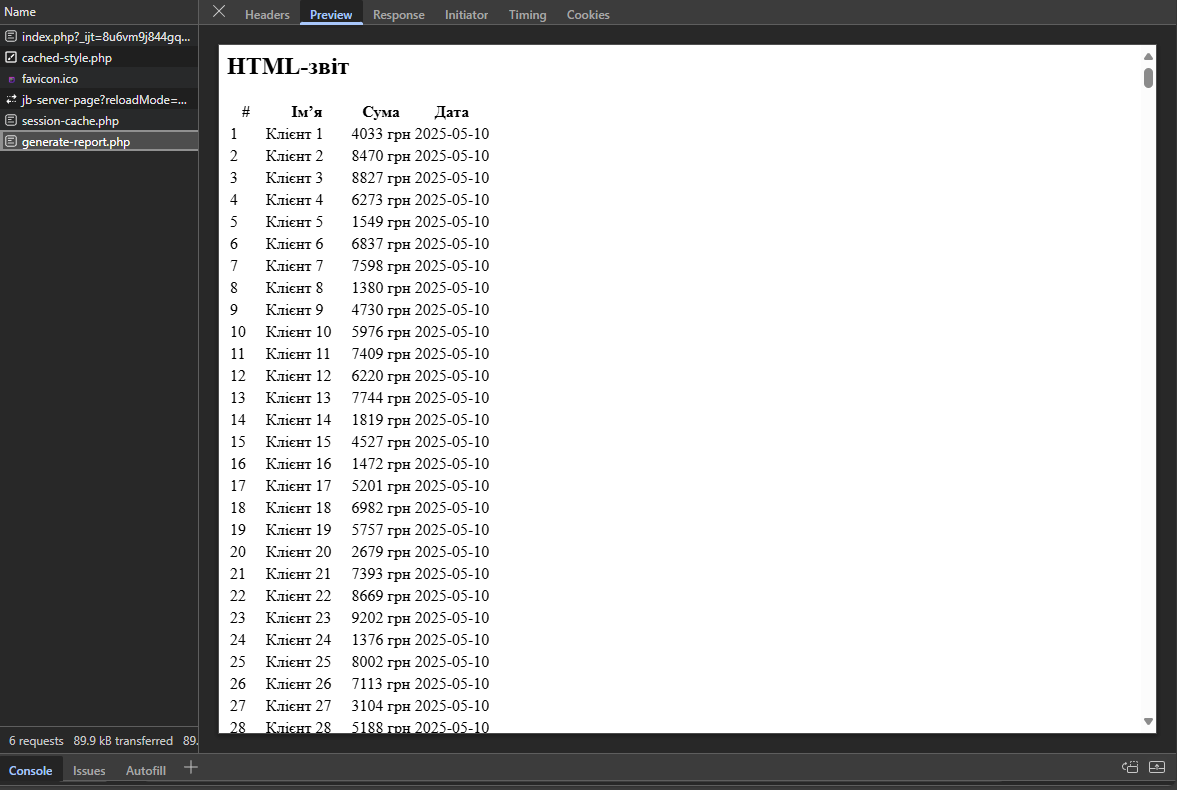 Name
Headers Preview Response Initiator Timing Cookies
index.php?_ijt=8u6vm9j844gq...
cached-style.php
favicon.ico
jb-server-page?reloadMode=...
session-cache.php
generate-report.php
HTML-звіт
# Ім’я Сума Дата
1 Клієнт 1 4033 грн 2025-05-10
2 Клієнт 2 8470 грн 2025-05-10
3 Клієнт 3 8827 грн 2025-05-10
4 Клієнт 4 6273 грн 2025-05-10
5 Клієнт 5 1549 грн 2025-05-10
6 Клієнт 6 6837 грн 2025-05-10
7 Клієнт 7 7598 грн 2025-05-10
8 Клієнт 8 1380 грн 2025-05-10
9 Клієнт 9 4730 грн 2025-05-10
10 Клієнт 10 5976 грн 2025-05-10
11 Клієнт 11 7409 грн 2025-05-10
12 Клієнт 12 6220 грн 2025-05-10
13 Клієнт 13 7744 грн 2025-05-10
14 Клієнт 14 1819 грн 2025-05-10
15 Клієнт 15 4527 грн 2025-05-10
16 Клієнт 16 1472 грн 2025-05-10
17 Клієнт 17 5201 грн 2025-05-10
18 Клієнт 18 6982 грн 2025-05-10
19 Клієнт 19 5757 грн 2025-05-10
20 Клієнт 20 2679 грн 2025-05-10
21 Клієнт 21 7393 грн 2025-05-10
22 Клієнт 22 8669 грн 2025-05-10
23 Клієнт 23 9202 грн 2025-05-10
24 Клієнт 24 1376 грн 2025-05-10
25 Клієнт 25 8002 грн 2025-05-10
26 Клієнт 26 7113 грн 2025-05-10
27 Клієнт 27 3104 грн 2025-05-10
28 Клієнт 28 5188 грн 2025-05-10
6 requests 89.9 kB transferred 89.
Console Issues Autofill